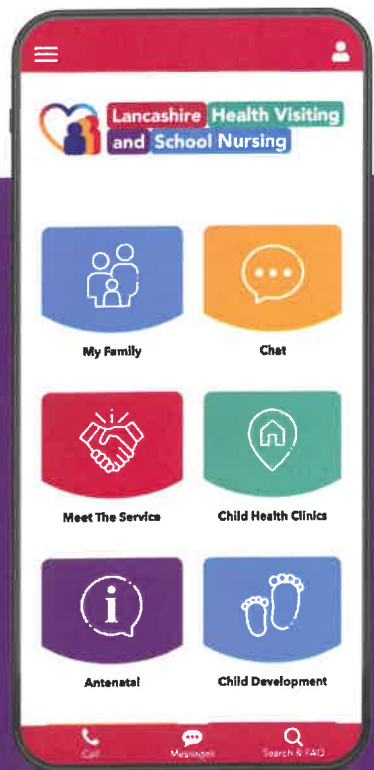 Lancashire Health Visiting
and School Nursing
My Family
Chat
Meet The Service
Child Health Clinics
Antenatal
Child Development
Call
Messages
Search & FAQ